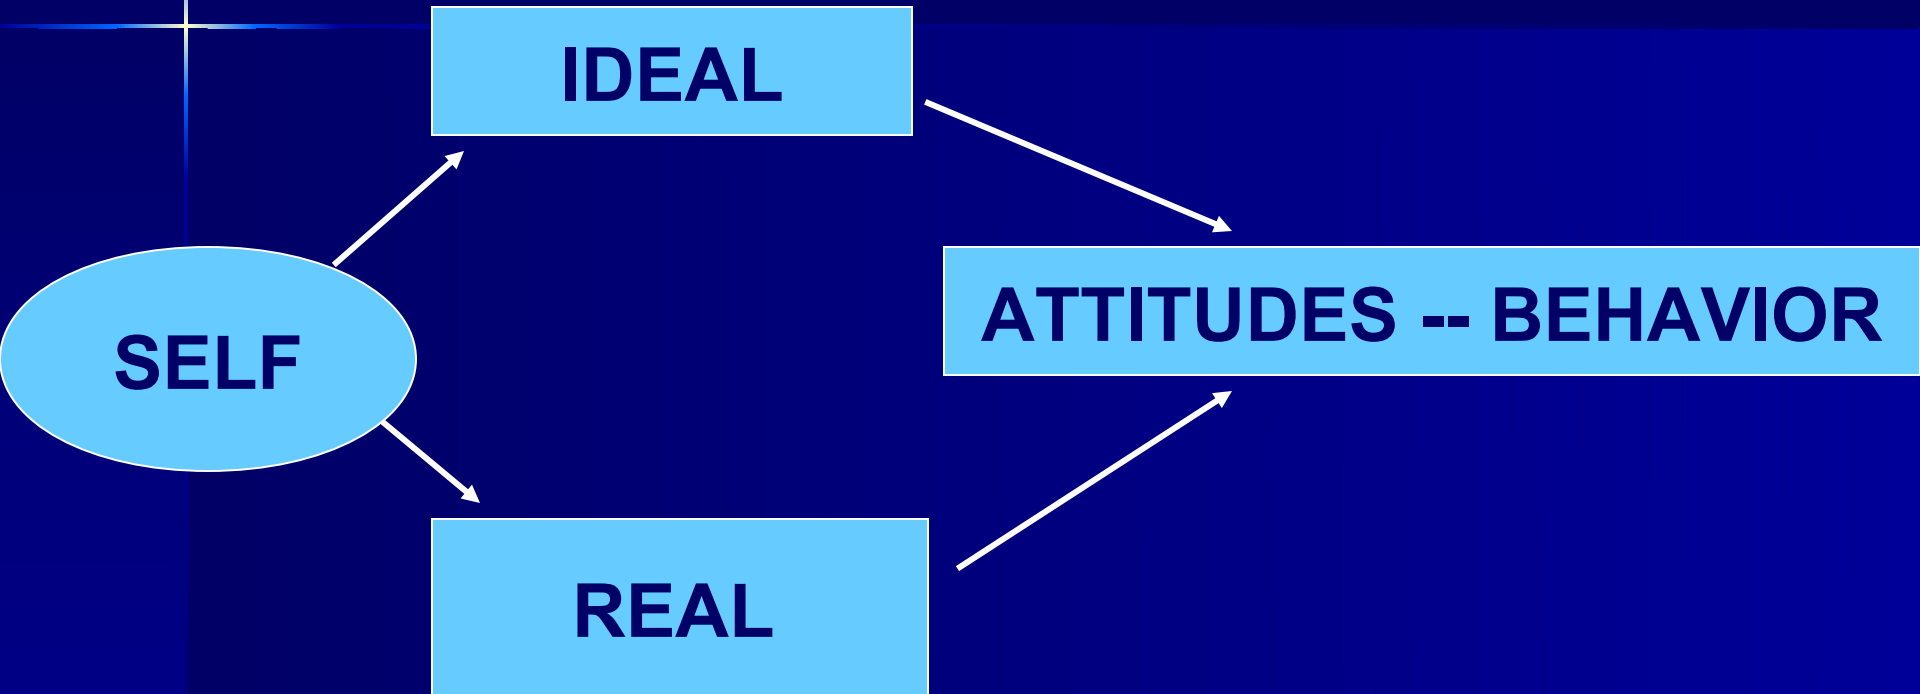 IDEAL
ATTITUDES -- BEHAVIOR
SELF
REAL